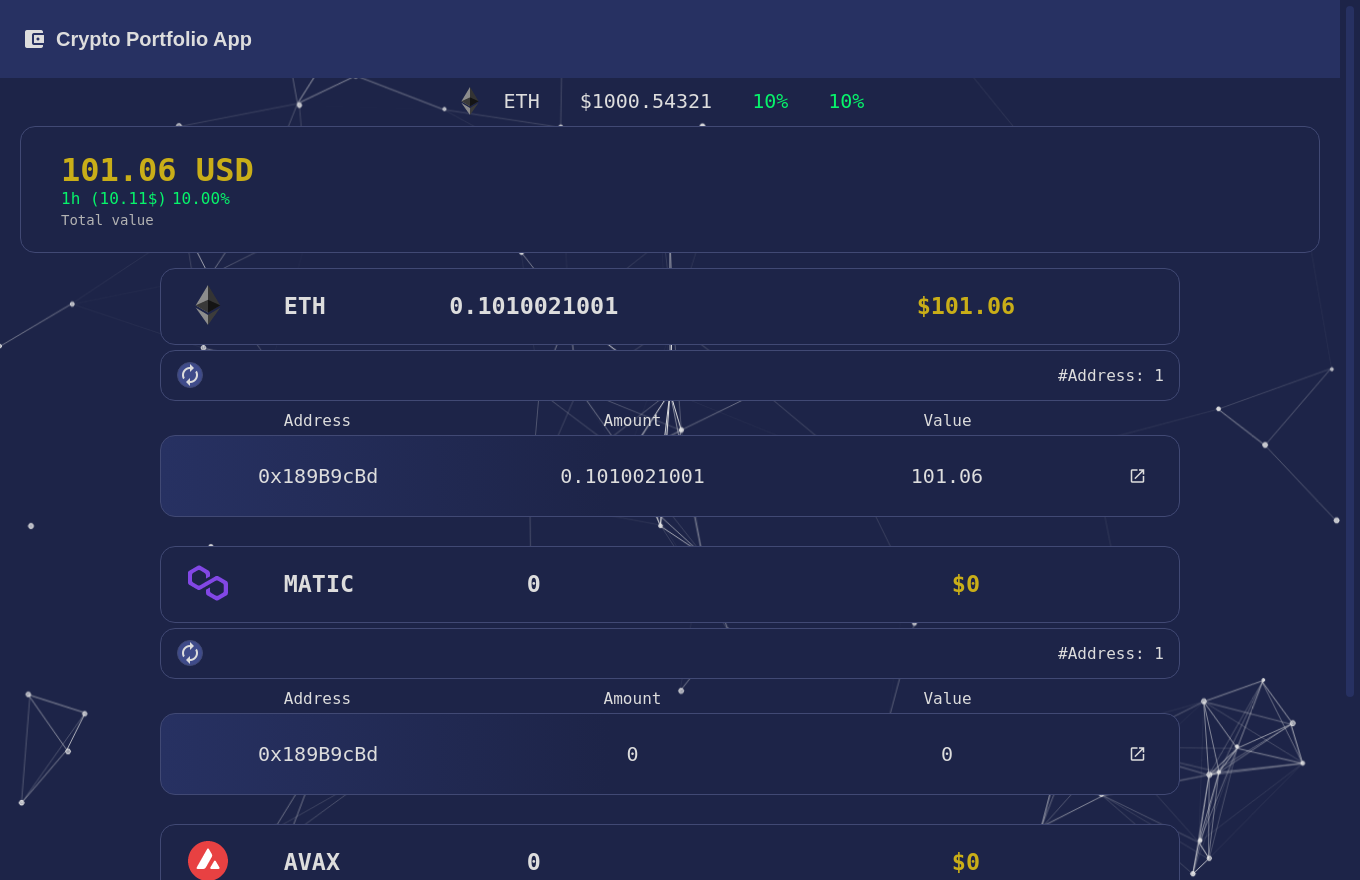 Crypto Portfolio App
ETH $1000.54321 10% 10%
101.06 USD
1h (10.11$) 10.00%
Total value
ETH 0.1010021001 $101.06
#Address: 1
Address Amount Value
0x189B9cBd 0.1010021001 101.06
MATIC 0 $0
#Address: 1
Address Amount Value
0x189B9cBd 0 0
AVAX 0 $0